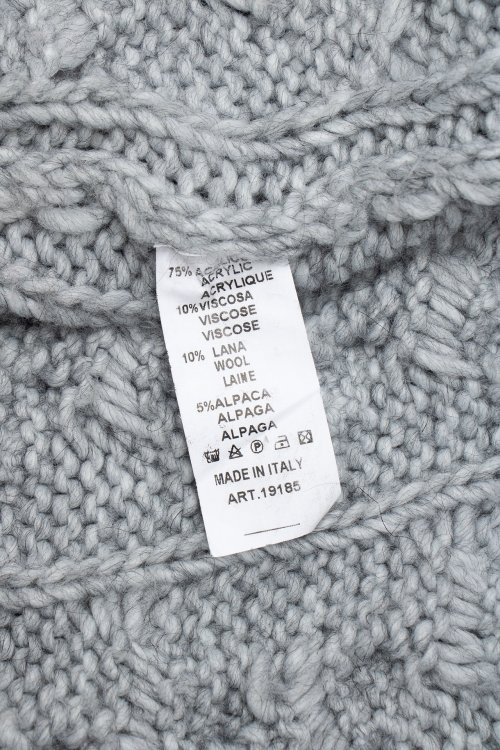 75%
ACRYLIC
ACRYLIQUE
10% VISCOSA
VISCOSE
VISCOSE
10% LANA
WOOL
LAINE
5% ALPACA
ALPAGA
ALPAGA
MADE IN ITALY
ART.19185